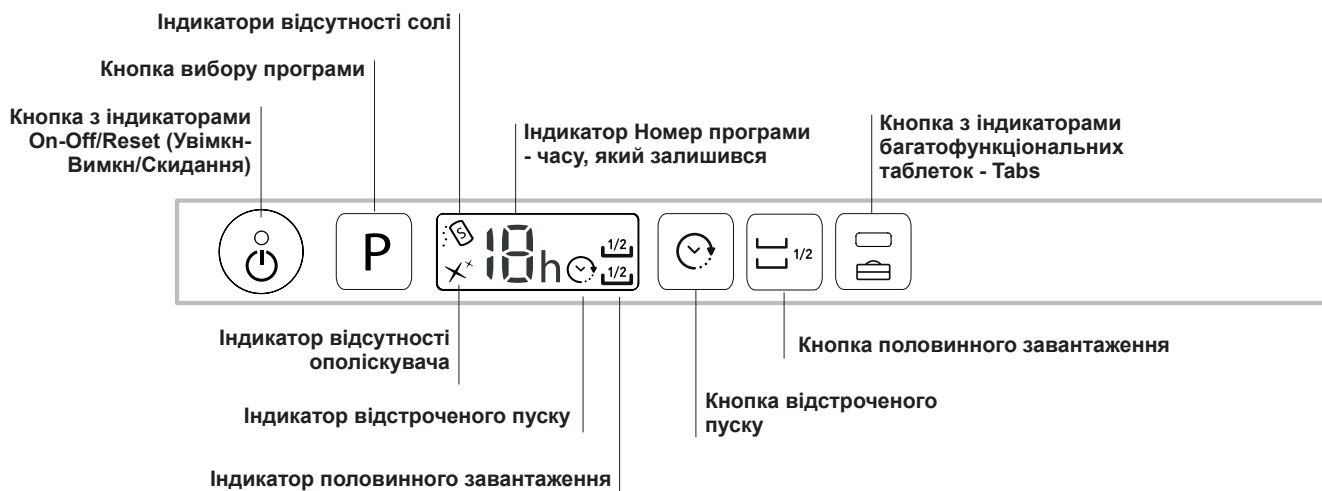 Індикатори відсутності солі
Кнопка вибору програми
Кнопка з індикаторами
On-Off/Reset (Увімкн-
Вимкн/Скидання)
Індикатор Номер програми
- часу, який залишився
Кнопка з індикаторами
багатофункціональних
таблеток - Tabs
P
S
18h
1/2
1/2
1/2
Індикатор відсутності
ополіскувача
Індикатор відстроченого пуску
Індикатор половинного завантаження
Кнопка відстроченого
пуску
Кнопка половинного завантаження